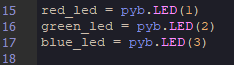 15 red_led = pyb.LED(1)
16 green_led = pyb.LED(2)
17 blue_led = pyb.LED(3)
18